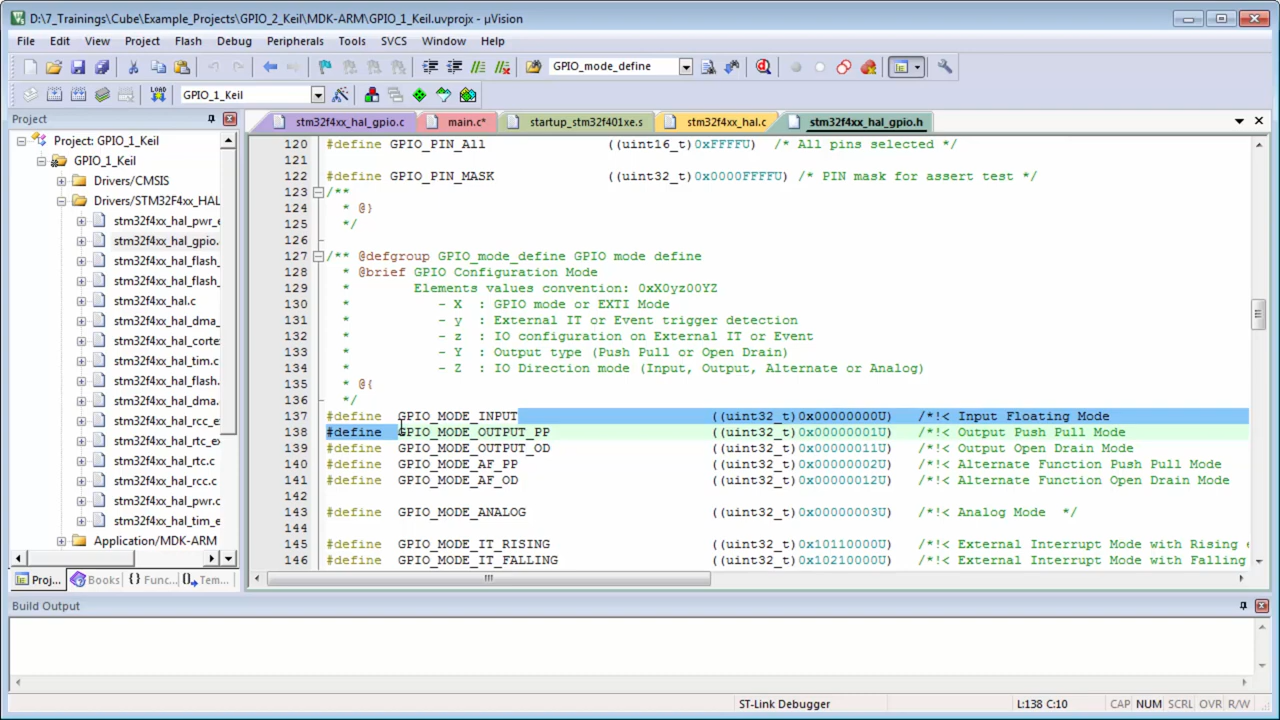 D:\7_Trainings\Cube\Example_Projects\GPIO_2_Keil\MDK-ARM\GPIO_1_Keil.uvprojx - µVision
File Edit View Project Flash Debug Peripherals Tools SVCS Window Help
GPIO_mode_define
LOAD GPIO_1_Keil
Project
stm32f4xx_hal_gpio.c main.c* startup_stm32f401xe.s stm32f4xx_hal.c stm32f4xx_hal_gpio.h
Project: GPIO_1_Keil
GPIO_1_Keil
Drivers/CMSIS
Drivers/STM32F4xx_HAL
stm32f4xx_hal_pwr_e
stm32f4xx_hal_gpio.
stm32f4xx_hal_flash_
stm32f4xx_hal_flash_
stm32f4xx_hal.c
stm32f4xx_hal_dma_
stm32f4xx_hal_corte
stm32f4xx_hal_tim.c
stm32f4xx_hal_flash.
stm32f4xx_hal_dma.
stm32f4xx_hal_rcc_e
stm32f4xx_hal_rtc_e
stm32f4xx_hal_rtc.c
stm32f4xx_hal_rcc.c
stm32f4xx_hal_pwr.c
stm32f4xx_hal_tim_e
Application/MDK-ARM
Proj... Books {} Func... Tem...
120 #define GPIO_PIN_All ((uint16_t)0xFFFFU) /* All pins selected */
121
122 #define GPIO_PIN_MASK ((uint32_t)0x0000FFFFU) /* PIN mask for assert test */
123 /**
124 * @}
125 */
126
127 /** @defgroup GPIO_mode_define GPIO mode define
128 * @brief GPIO Configuration Mode
129 * Elements values convention: 0xX0yz00YZ
130 * - X : GPIO mode or EXTI Mode
131 * - y : External IT or Event trigger detection
132 * - z : IO configuration on External IT or Event
133 * - Y : Output type (Push Pull or Open Drain)
134 * - Z : IO Direction mode (Input, Output, Alternate or Analog)
135 * @{
136 */
137 #define GPIO_MODE_INPUT ((uint32_t)0x00000000U) /*!< Input Floating Mode
138 #define GPIO_MODE_OUTPUT_PP ((uint32_t)0x00000001U) /*!< Output Push Pull Mode
139 #define GPIO_MODE_OUTPUT_OD ((uint32_t)0x00000011U) /*!< Output Open Drain Mode
140 #define GPIO_MODE_AF_PP ((uint32_t)0x00000002U) /*!< Alternate Function Push Pull Mode
141 #define GPIO_MODE_AF_OD ((uint32_t)0x00000012U) /*!< Alternate Function Open Drain Mode
142
143 #define GPIO_MODE_ANALOG ((uint32_t)0x00000003U) /*!< Analog Mode */
144
145 #define GPIO_MODE_IT_RISING ((uint32_t)0x10110000U) /*!< External Interrupt Mode with Rising e
146 #define GPIO_MODE_IT_FALLING ((uint32_t)0x10210000U) /*!< External Interrupt Mode with Falling
Build Output
ST-Link Debugger L:138 C:10 CAP NUM SCRL OVR R/W